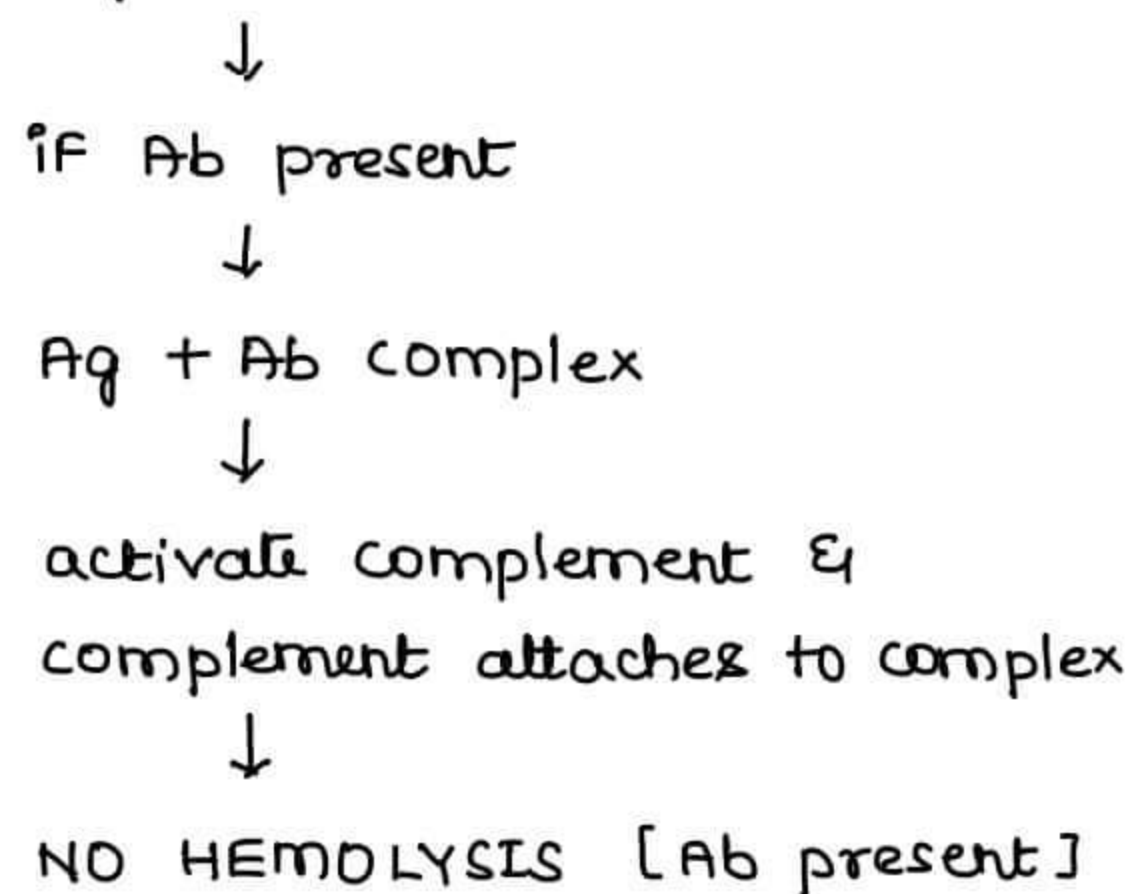 ↓
if Ab present
↓
Ag + Ab complex
↓
activate complement &
complement attaches to complex
↓
NO HEMOLYSIS [Ab present]